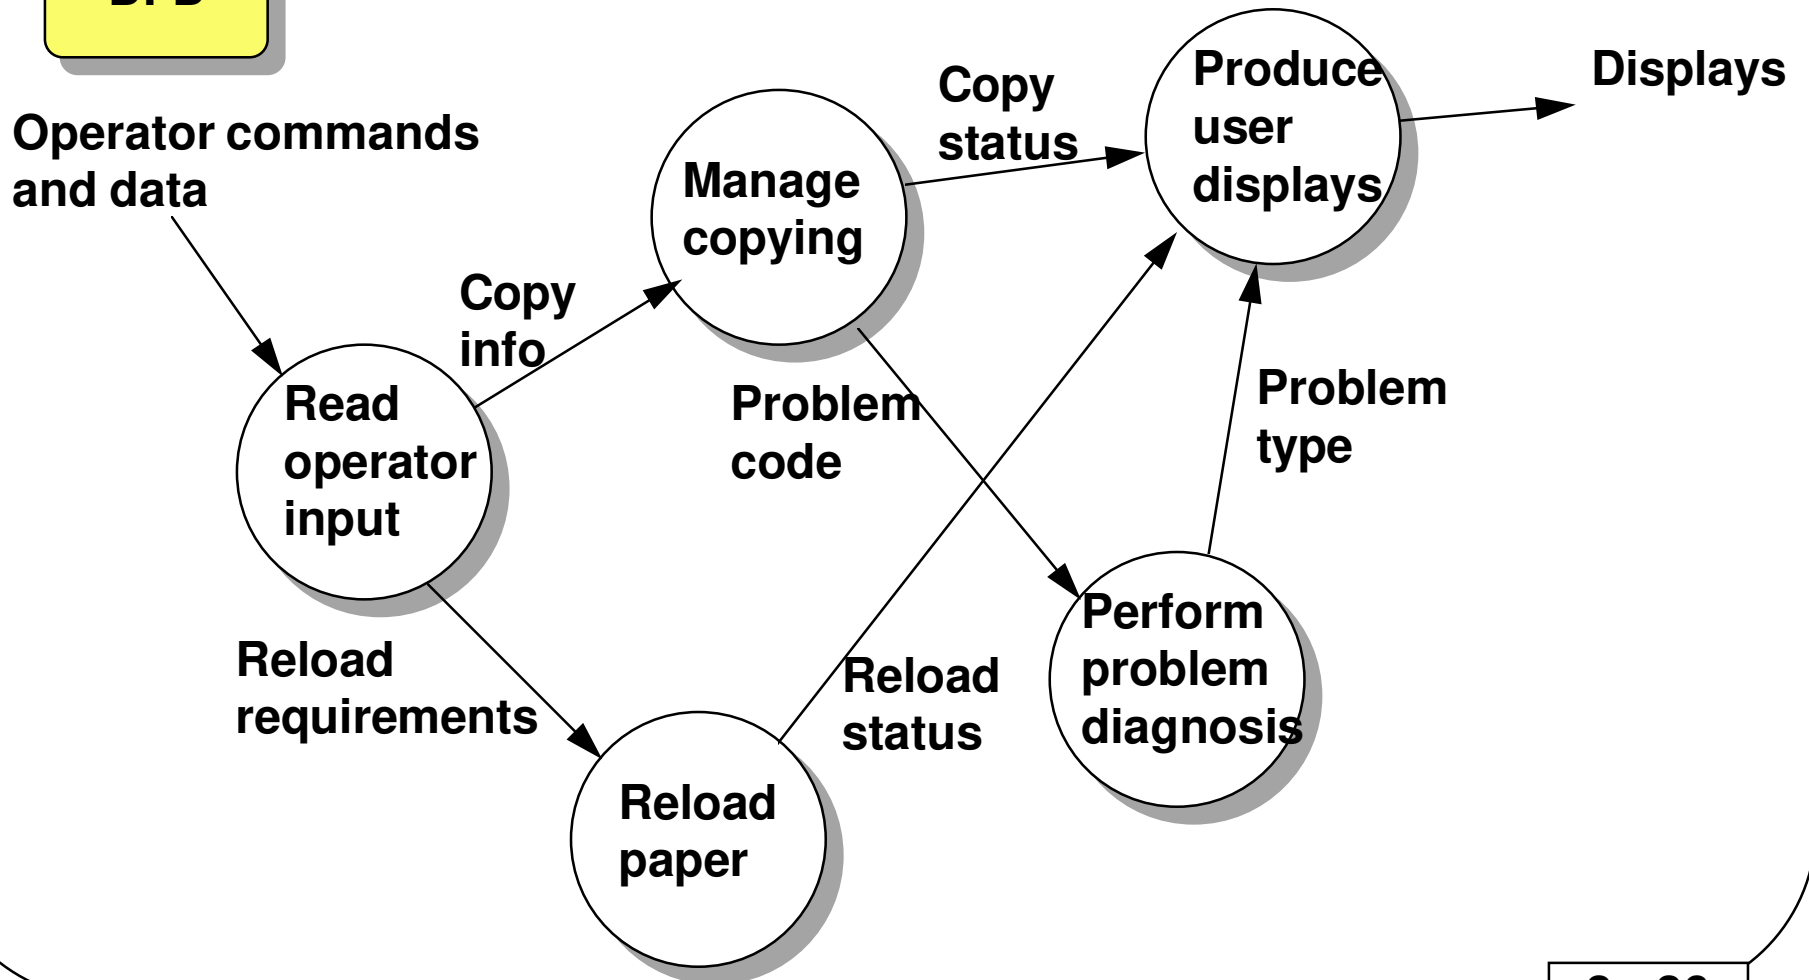 Operator commands
and data
Copy
status
Produce
user
displays
Displays
Manage
copying
Copy
info
Read
operator
input
Problem
code
Problem
type
Reload
requirements
Reload
status
Perform
problem
diagnosis
Reload
paper